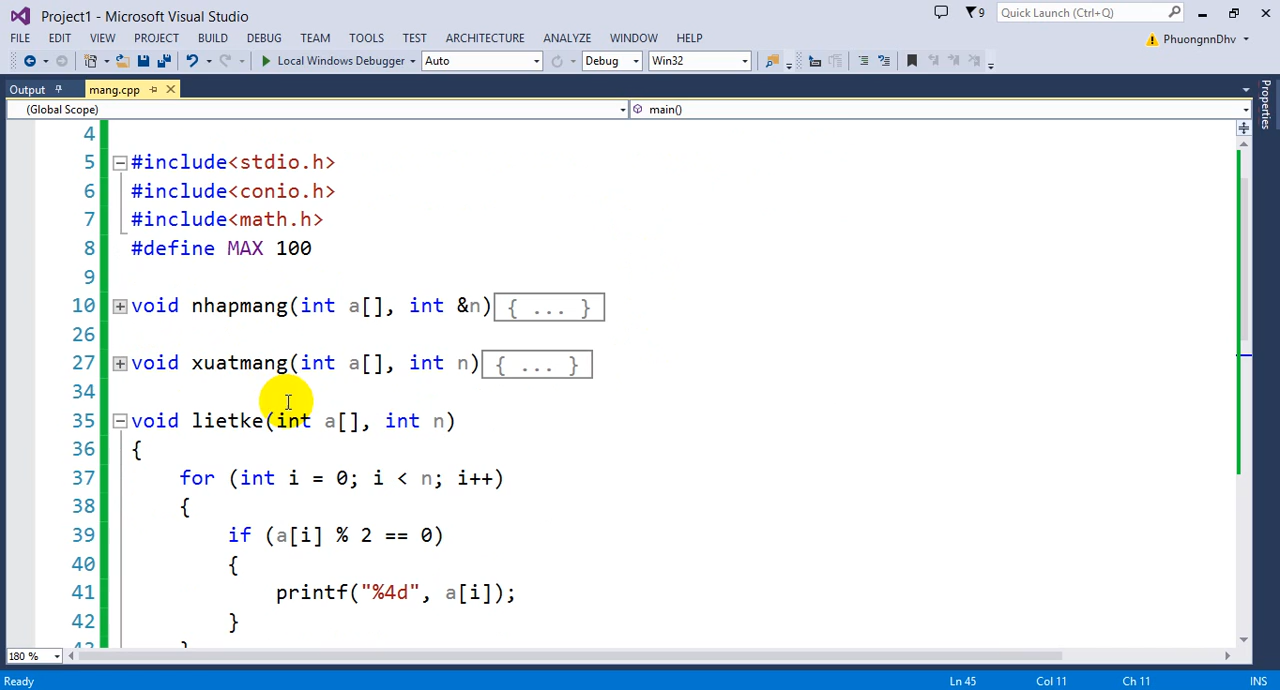 Project1 - Microsoft Visual Studio
9
Quick Launch (Ctrl+Q)
FILE EDIT VIEW PROJECT BUILD DEBUG TEAM TOOLS TEST ARCHITECTURE ANALYZE WINDOW HELP
PhuongnnDhv
Local Windows Debugger Auto Debug Win32
Output mang.cpp
Properties
(Global Scope) main()
4
5 #include<stdio.h>
6 #include<conio.h>
7 #include<math.h>
8 #define MAX 100
9
10 void nhapmang(int a[], int &n){ ... }
26
27 void xuatmang(int a[], int n){ ... }
34
35 void lietke(int a[], int n)
36 {
37 for (int i = 0; i < n; i++)
38 {
39 if (a[i] % 2 == 0)
40 {
41 printf("%4d", a[i]);
42 }
180 %
Ready Ln 45 Col 11 Ch 11 INS